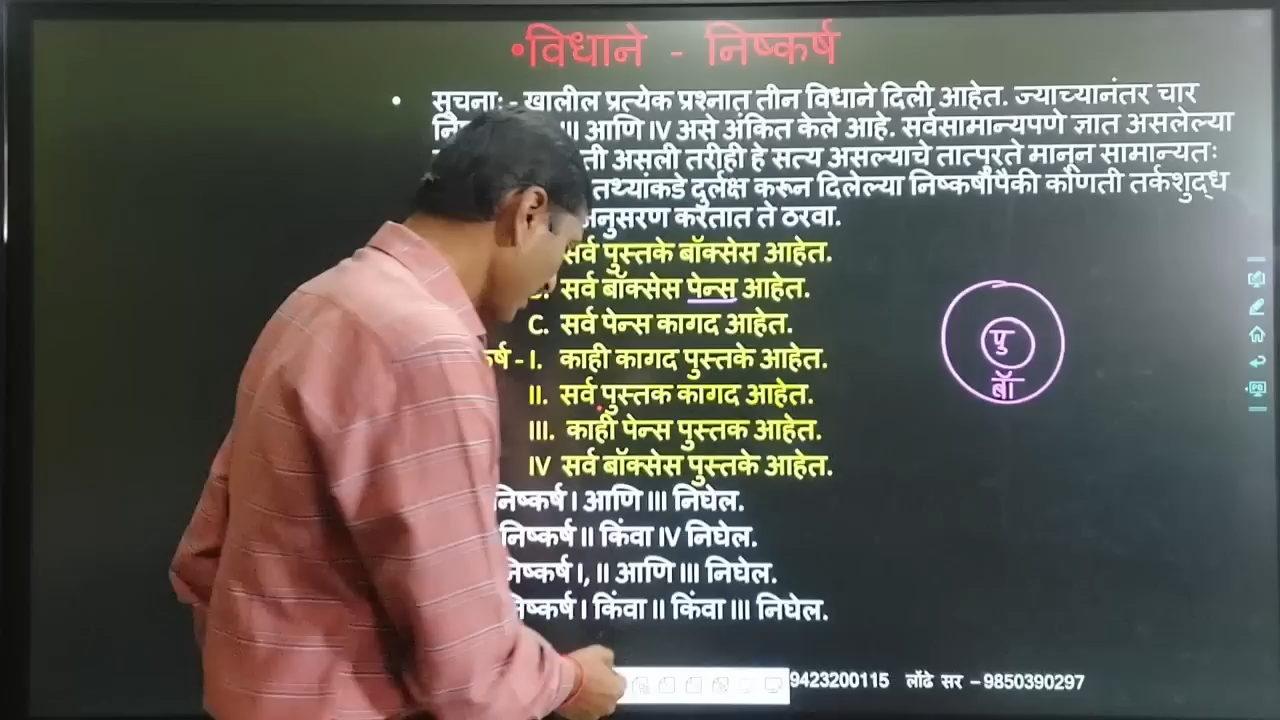 •विधाने - निष्कर्ष
• सूचनाः - खालील प्रत्येक प्रश्नात तीन विधाने दिली आहेत. ज्याच्यानंतर चार
III आणि IV असे अंकित केले आहे. सर्वसामान्यपणे ज्ञात असलेल्या
असली तरीही हे सत्य असल्याचे तात्पुरते मानून सामान्यतः
तथ्यांकडे दुर्लक्ष करून दिलेल्या निष्कर्षांपैकी कोणती तर्कशुद्ध
अनुसरण करतात ते ठरवा.
सर्व पुस्तके बॉक्सेस आहेत.
सर्व बॉक्सेस पेन्स आहेत.
C. सर्व पेन्स कागद आहेत.
- I. काही कागद पुस्तके आहेत.
II. सर्व पुस्तक कागद आहेत.
III. काही पेन्स पुस्तक आहेत.
IV सर्व बॉक्सेस पुस्तके आहेत.
निष्कर्ष I आणि III निघेल.
निष्कर्ष II किंवा IV निघेल.
निष्कर्ष I, II आणि III निघेल.
निष्कर्ष I किंवा II किंवा III निघेल.
पु
बॉ
9423200115 लोंढे सर – 9850390297